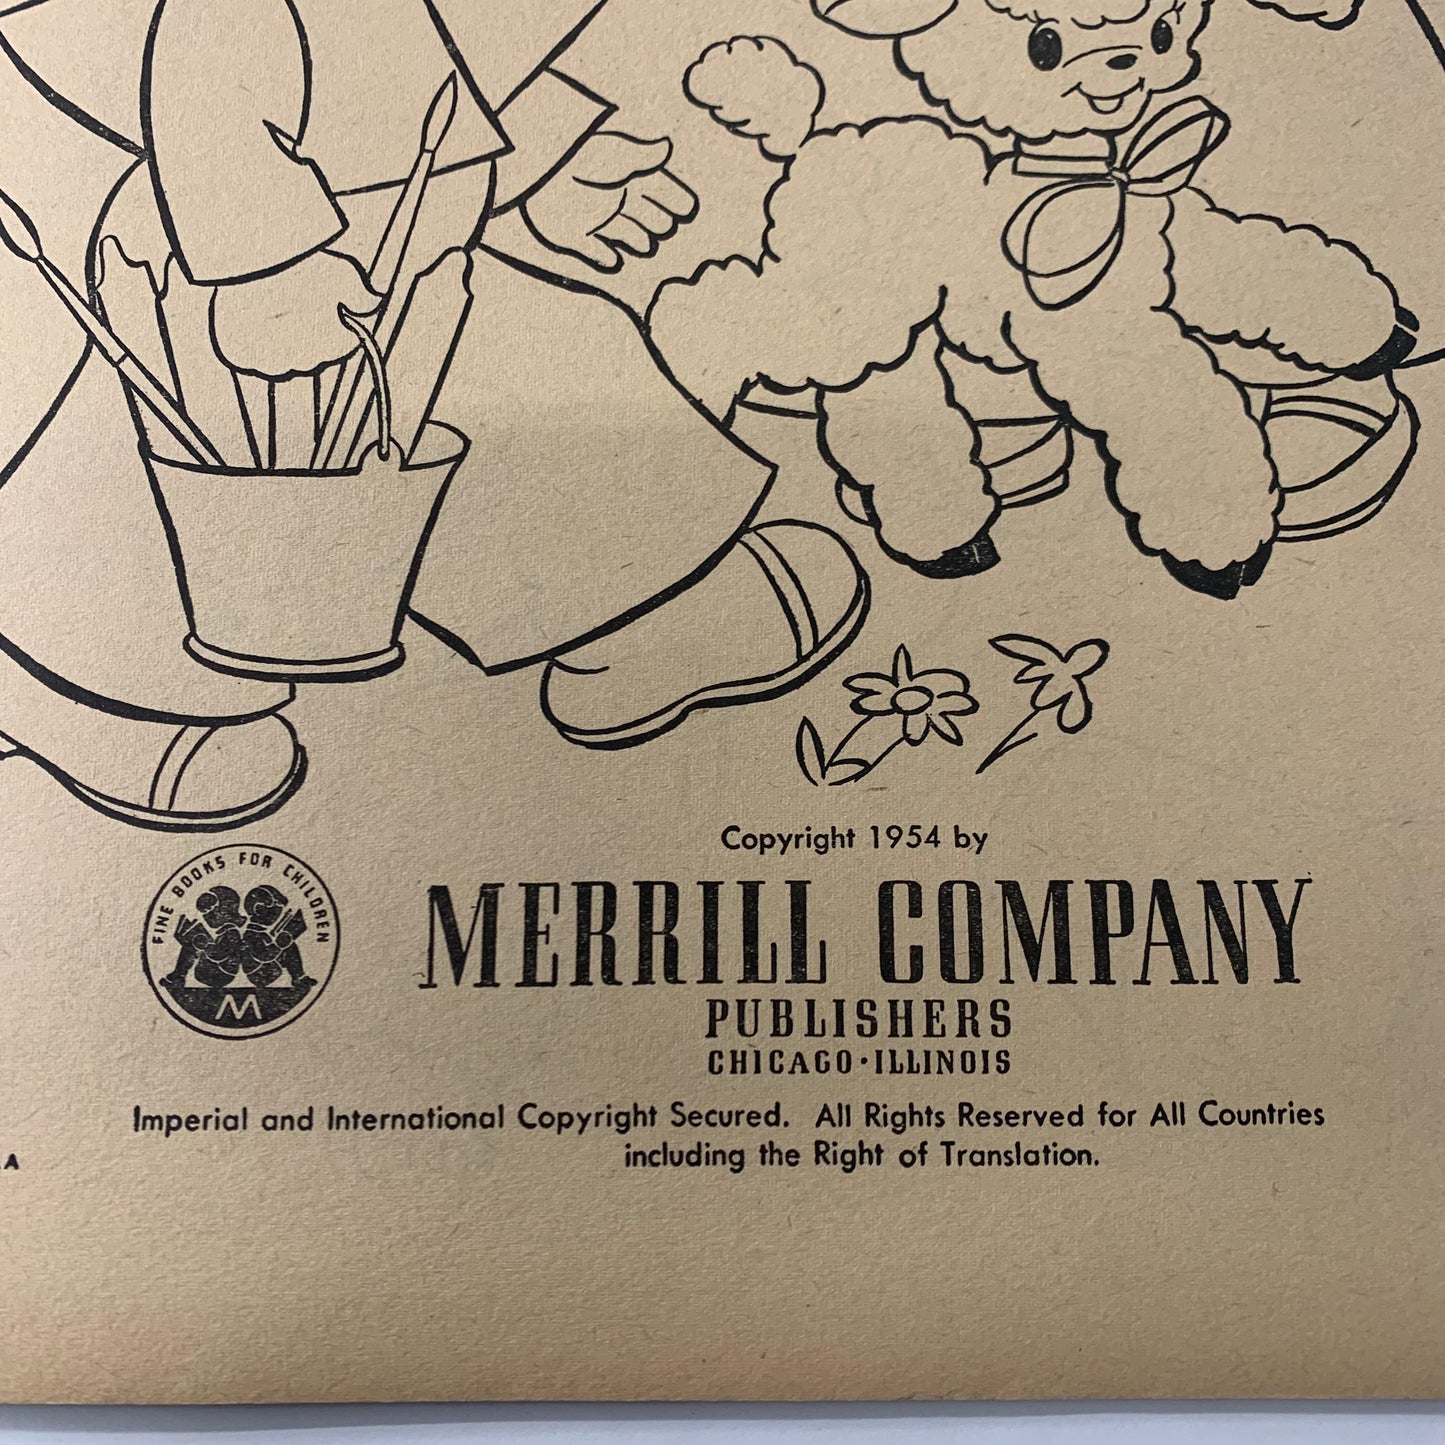 Copyright 1954 by
FINE BOOKS FOR CHILDREN
M
MERRILL COMPANY
PUBLISHERS
CHICAGO·ILLINOIS
Imperial and International Copyright Secured. All Rights Reserved for All Countries
including the Right of Translation.
A